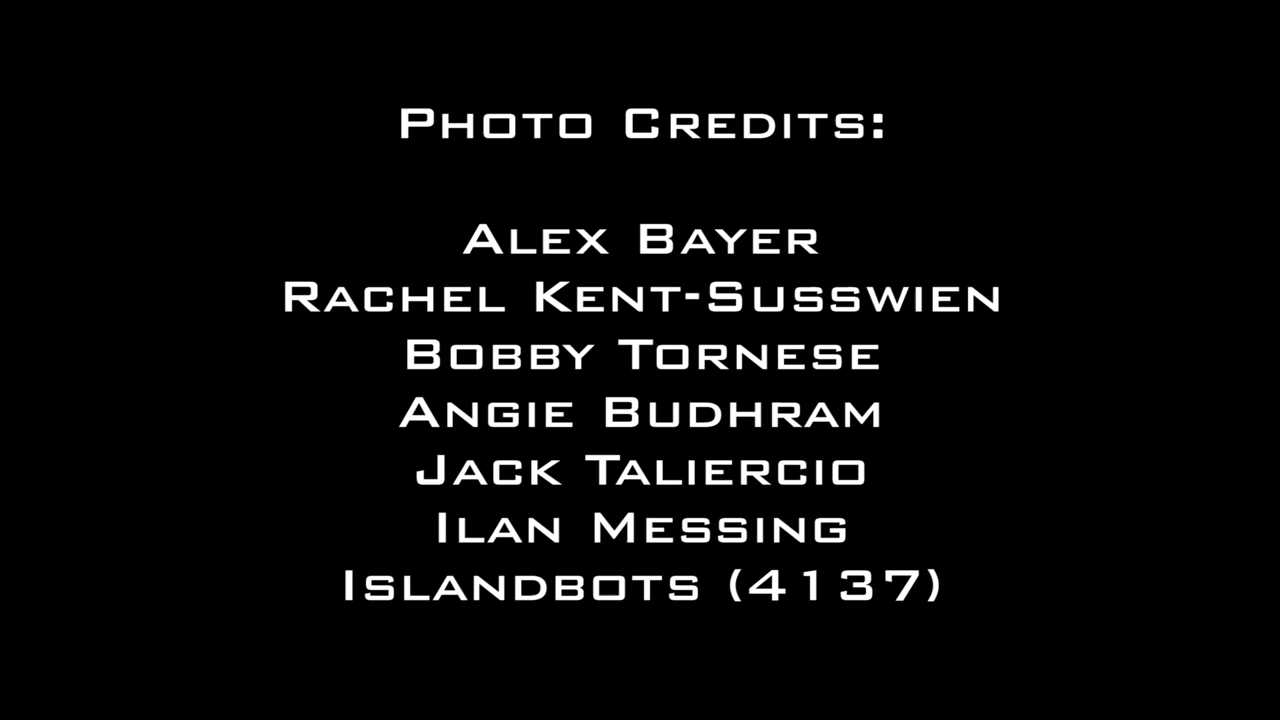 Photo Credits:
Alex Bayer
Rachel Kent-Susswien
Bobby Tornese
Angie Budhram
Jack Taliercio
Ilan Messing
Islandbots (4137)